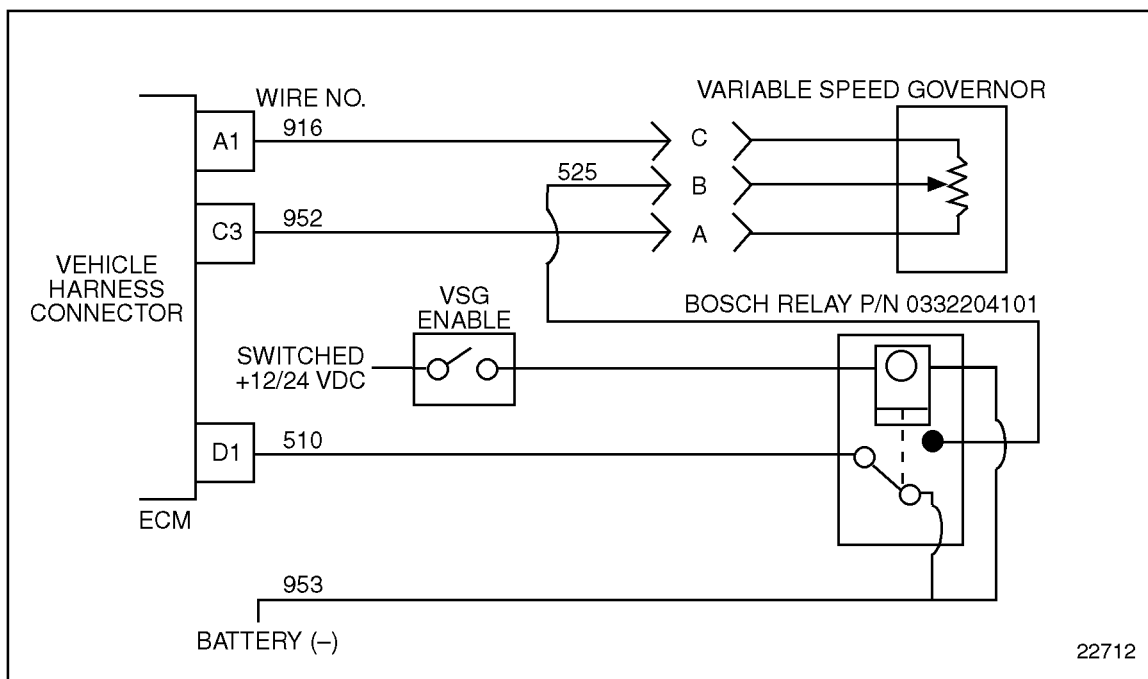 WIRE NO.
VARIABLE SPEED GOVERNOR
A1
916
C
525
B
C3
952
A
VEHICLE
HARNESS
CONNECTOR
VSG
ENABLE
BOSCH RELAY P/N 0332204101
SWITCHED
+12/24 VDC
D1
510
ECM
953
BATTERY (–)
22712